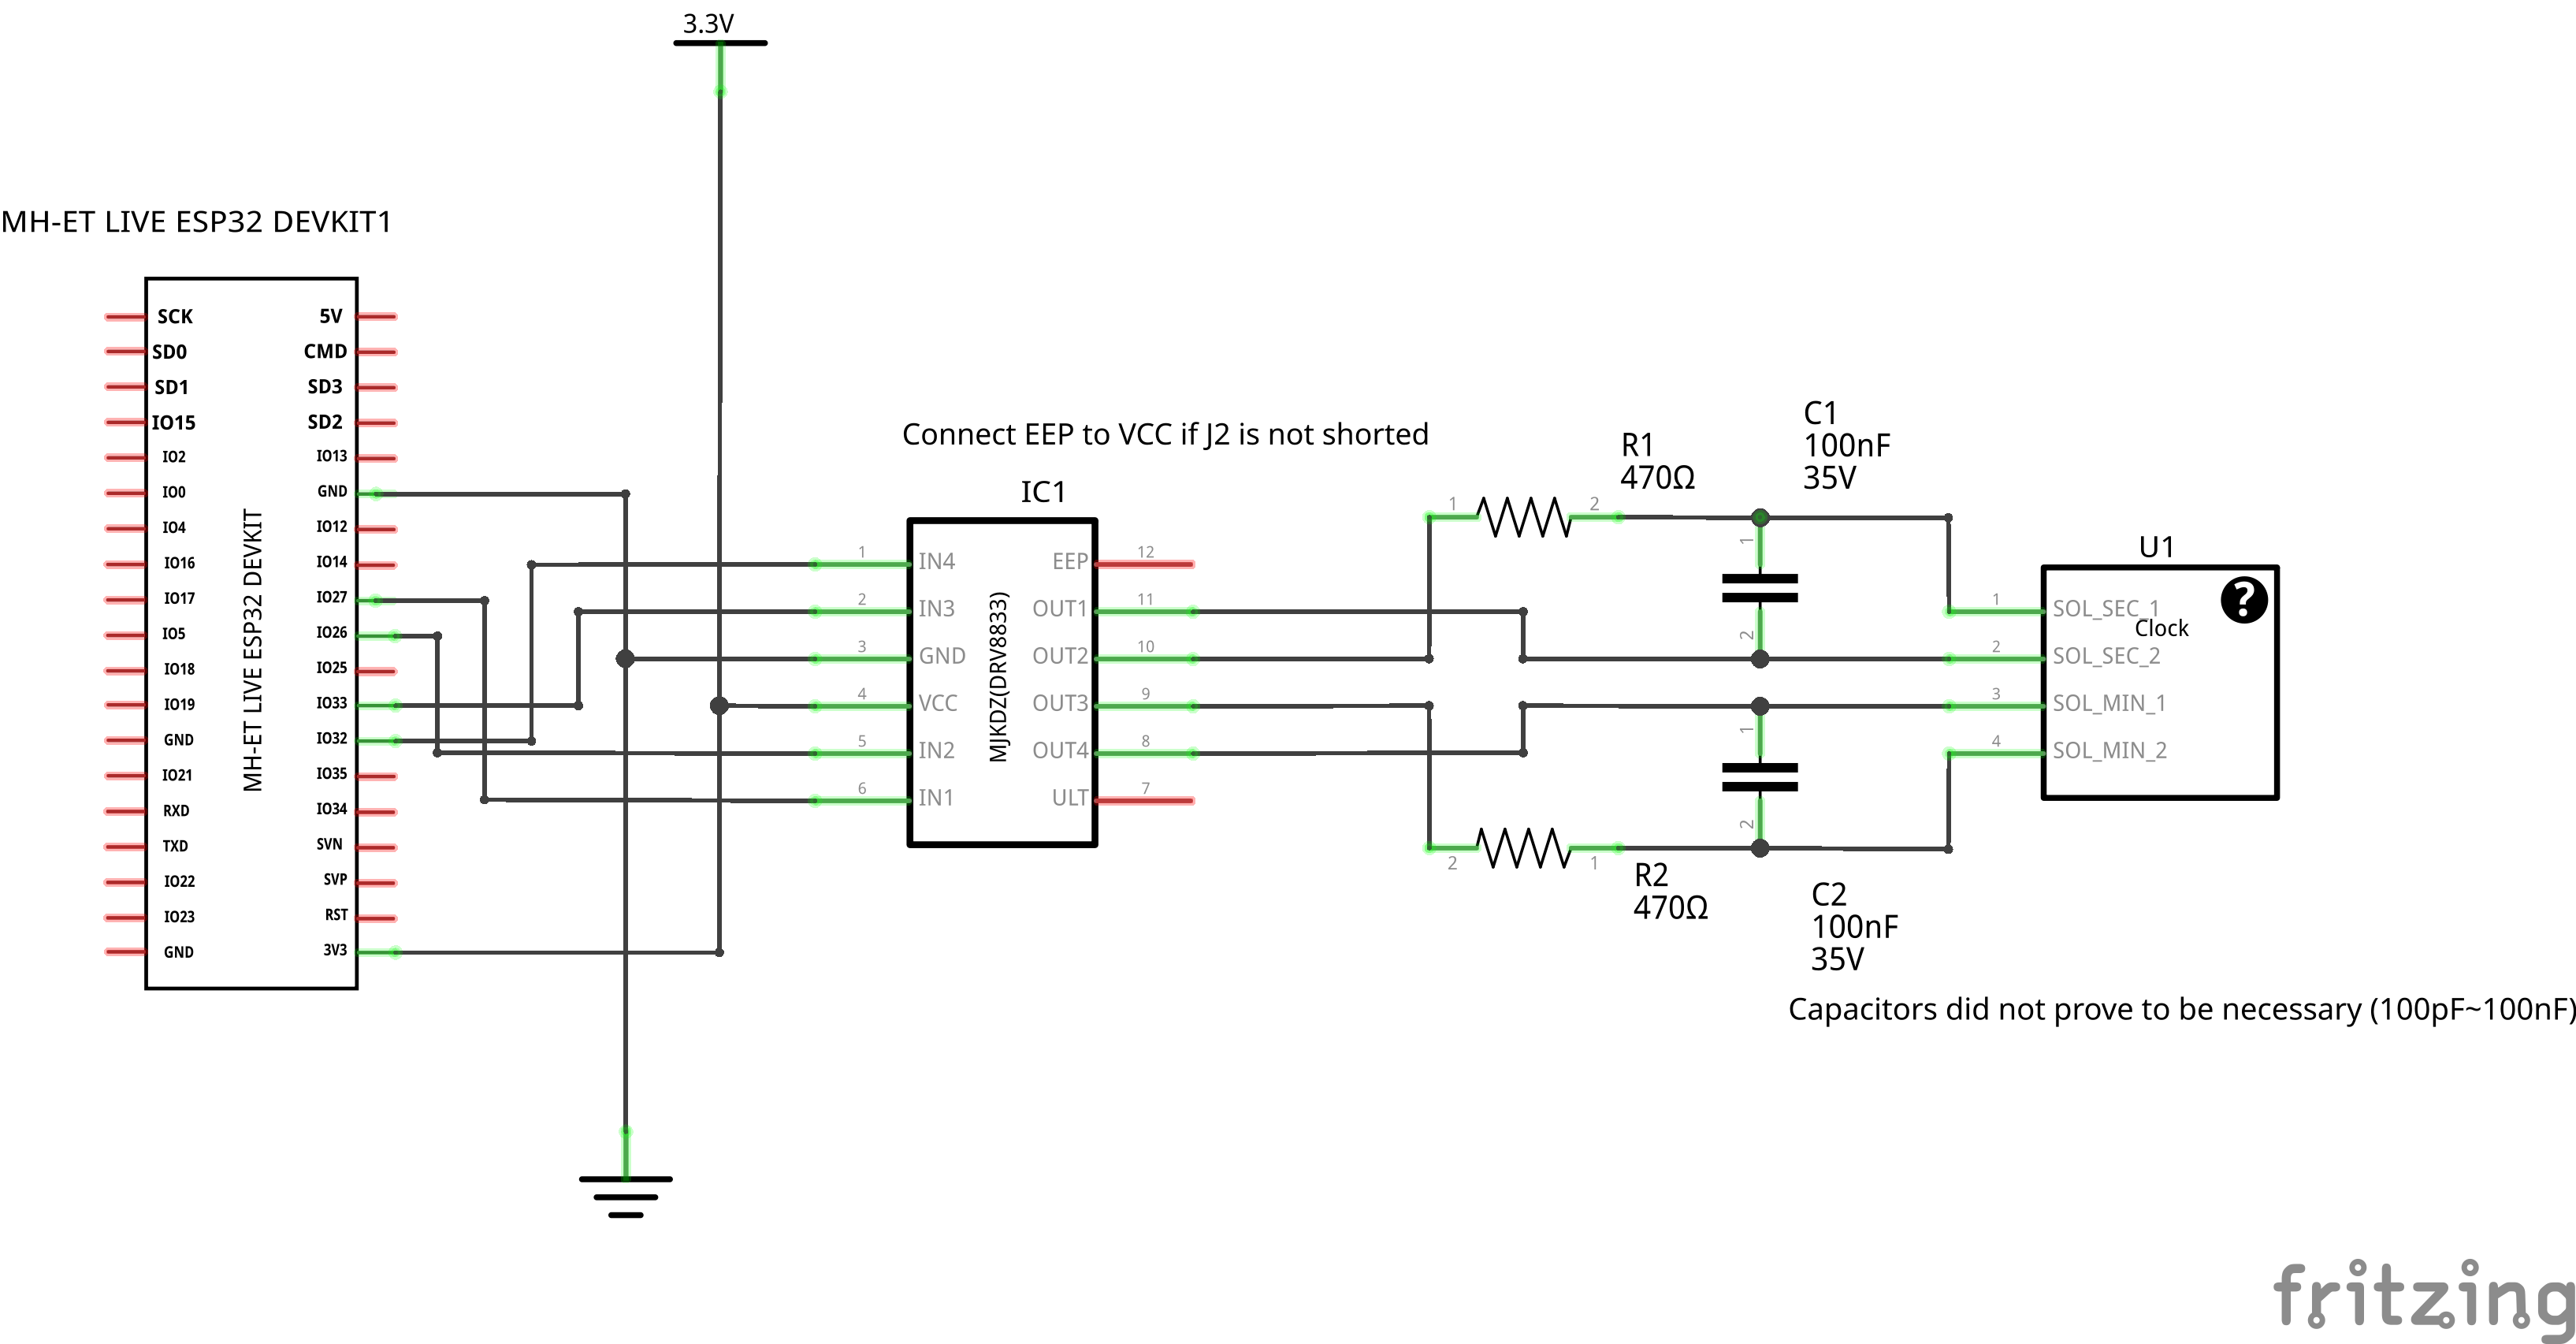 3.3V
MH-ET LIVE ESP32 DEVKIT1
SCK
SD0
SD1
IO15
IO2
IO0
IO4
IO16
IO17
IO5
IO18
IO19
GND
IO21
RXD
TXD
IO22
IO23
GND
MH-ET LIVE ESP32 DEVKIT
5V
CMD
SD3
SD2
IO13
GND
IO12
IO14
IO27
IO26
IO25
IO33
IO32
IO35
IO34
SVN
SVP
RST
3V3
Connect EEP to VCC if J2 is not shorted
IC1
1 IN4
2 IN3
3 GND
4 VCC
5 IN2
6 IN1
MJKDZ(DRV8833)
EEP 12
OUT1 11
OUT2 10
OUT3 9
OUT4 8
ULT 7
R1
470Ω
1 2
C1
100nF
35V
1
2
1
2
2 1
R2
470Ω
C2
100nF
35V
U1
?
1 SOL_SEC_1
Clock
2 SOL_SEC_2
3 SOL_MIN_1
4 SOL_MIN_2
Capacitors did not prove to be necessary (100pF~100nF)
fritzing